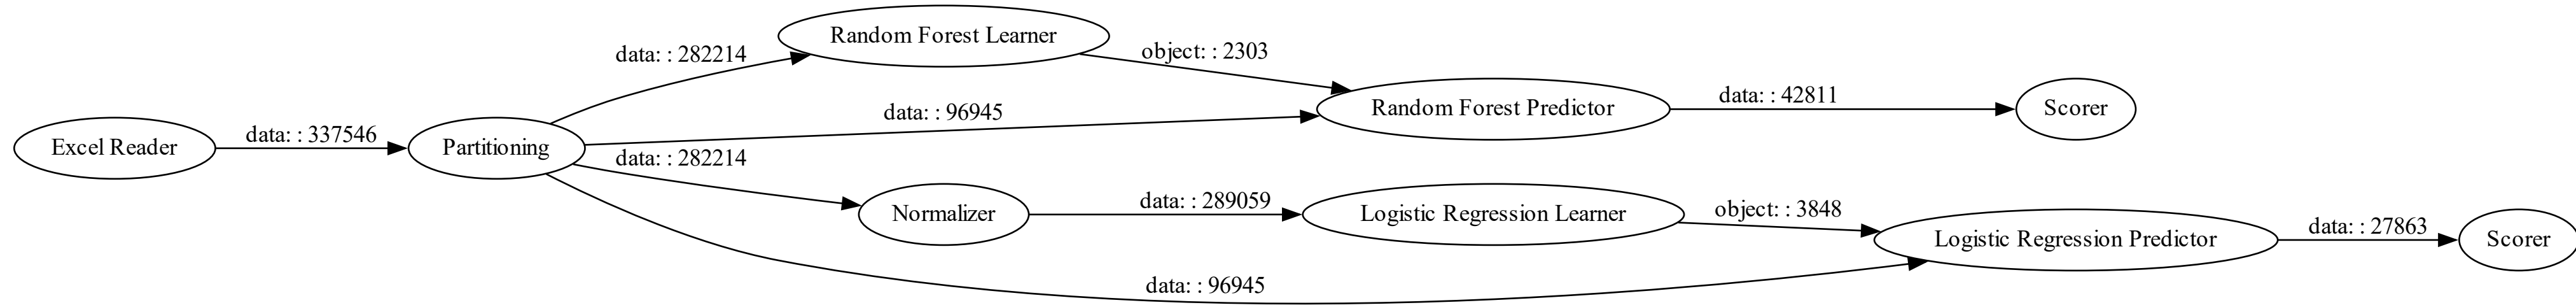 Random Forest Learner
data: : 282214
object: : 2303
data: : 96945
Random Forest Predictor
data: : 42811
Scorer
Excel Reader
data: : 337546
Partitioning
data: : 282214
Normalizer
data: : 289059
Logistic Regression Learner
object: : 3848
Logistic Regression Predictor
data: : 27863
Scorer
data: : 96945